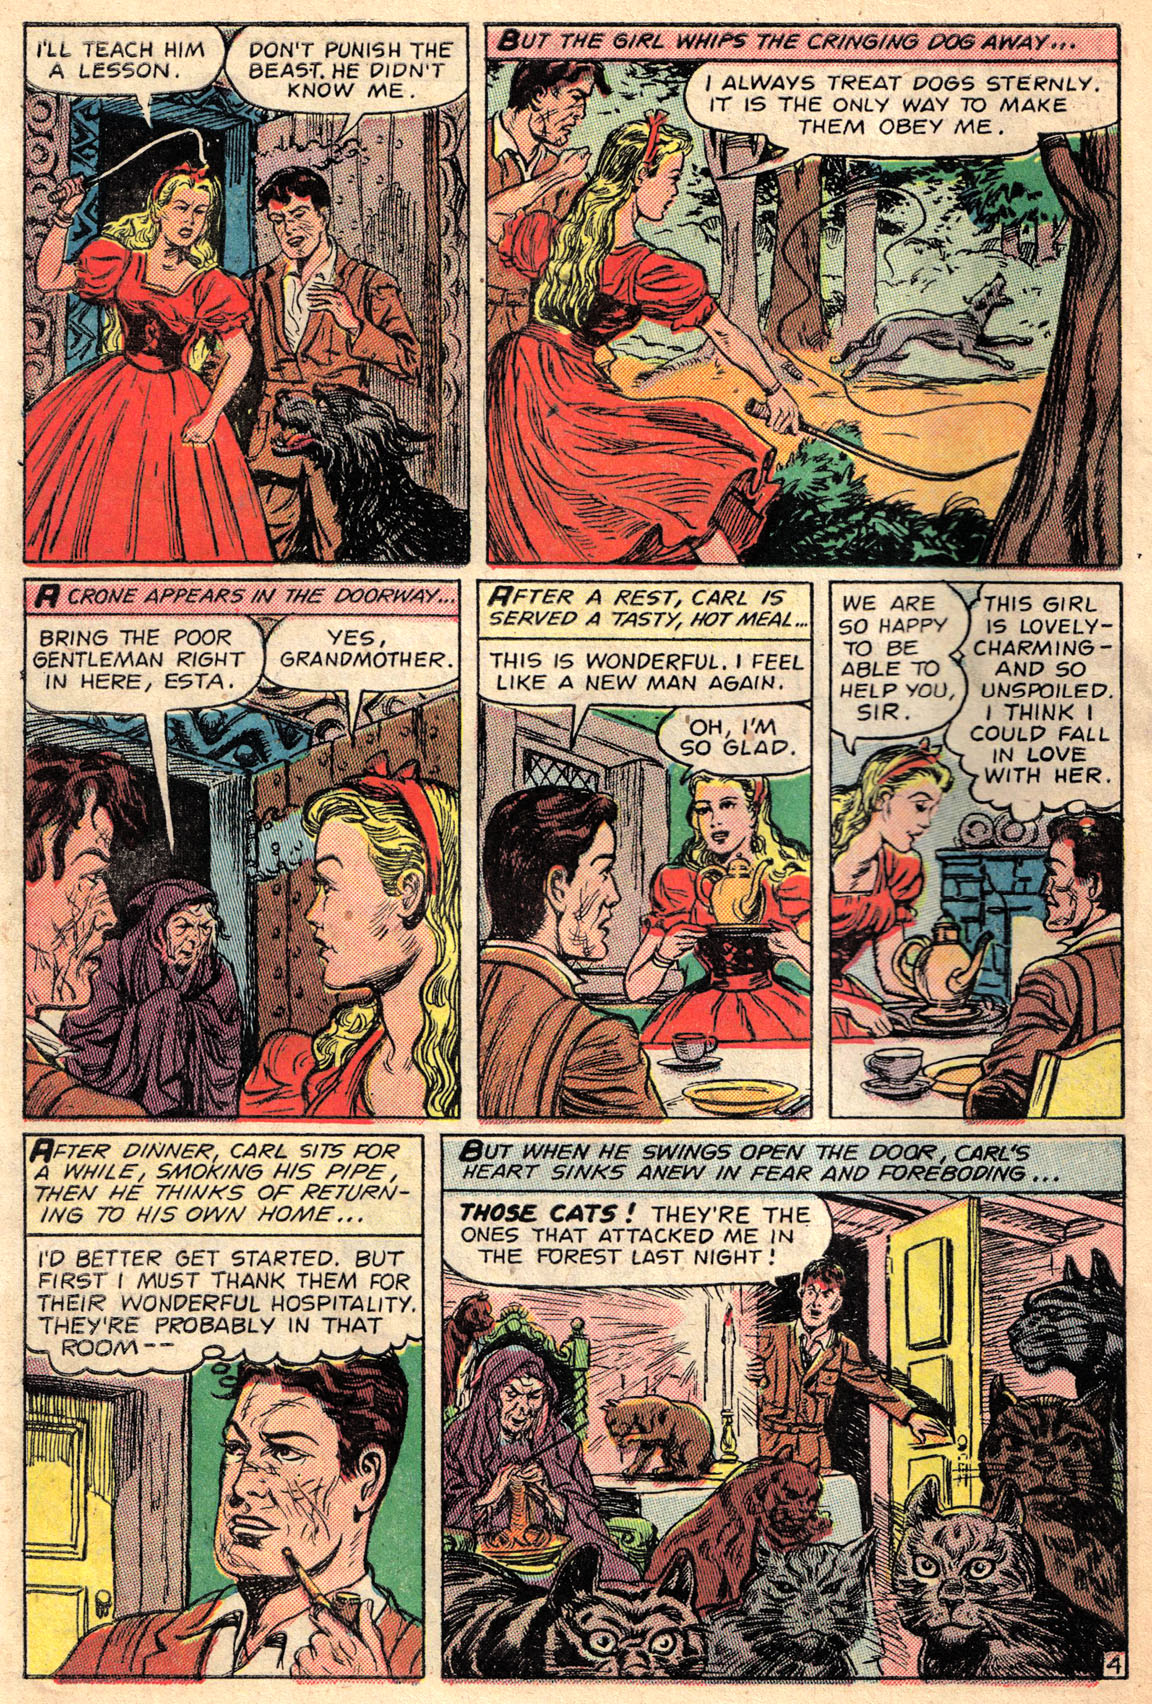 I'LL TEACH HIM
A LESSON.
DON'T PUNISH THE
BEAST. HE DIDN'T
KNOW ME.
BUT THE GIRL WHIPS THE CRINGING DOG AWAY...
I ALWAYS TREAT DOGS STERNLY.
IT IS THE ONLY WAY TO MAKE
THEM OBEY ME.
A CRONE APPEARS IN THE DOORWAY...
BRING THE POOR
GENTLEMAN RIGHT
IN HERE, ESTA.
YES,
GRANDMOTHER.
AFTER A REST, CARL IS
SERVED A TASTY, HOT MEAL...
THIS IS WONDERFUL. I FEEL
LIKE A NEW MAN AGAIN.
OH, I'M
SO GLAD.
WE ARE
SO HAPPY
TO BE
ABLE TO
HELP YOU,
SIR.
THIS GIRL
IS LOVELY-
CHARMING-
AND SO
UNSPOILED.
I THINK I
COULD FALL
IN LOVE
WITH HER.
AFTER DINNER, CARL SITS FOR
A WHILE, SMOKING HIS PIPE,
THEN HE THINKS OF RETURN-
ING TO HIS OWN HOME...
I'D BETTER GET STARTED. BUT
FIRST I MUST THANK THEM FOR
THEIR WONDERFUL HOSPITALITY.
THEY'RE PROBABLY IN THAT
ROOM--
BUT WHEN HE SWINGS OPEN THE DOOR, CARL'S
HEART SINKS ANEW IN FEAR AND FOREBODING...
THOSE CATS! THEY'RE THE
ONES THAT ATTACKED ME IN
THE FOREST LAST NIGHT!
4